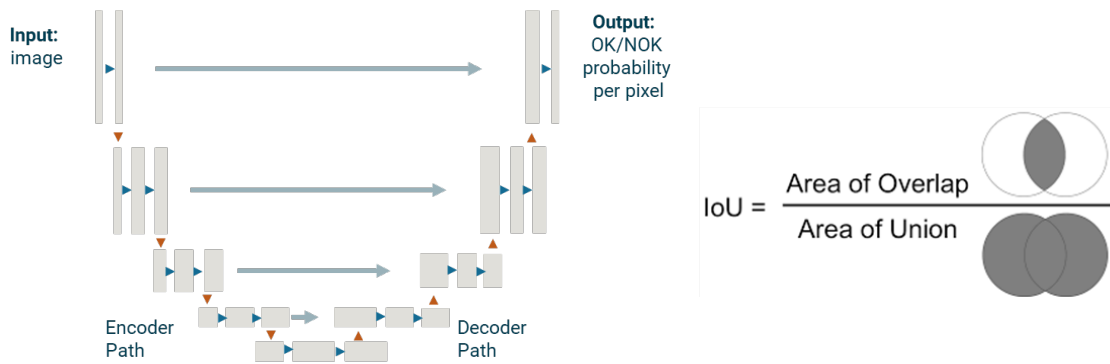 Input:
image
Output:
OK/NOK
probability
per pixel
Encoder
Path
Decoder
Path
IoU =
Area of Overlap
Area of Union